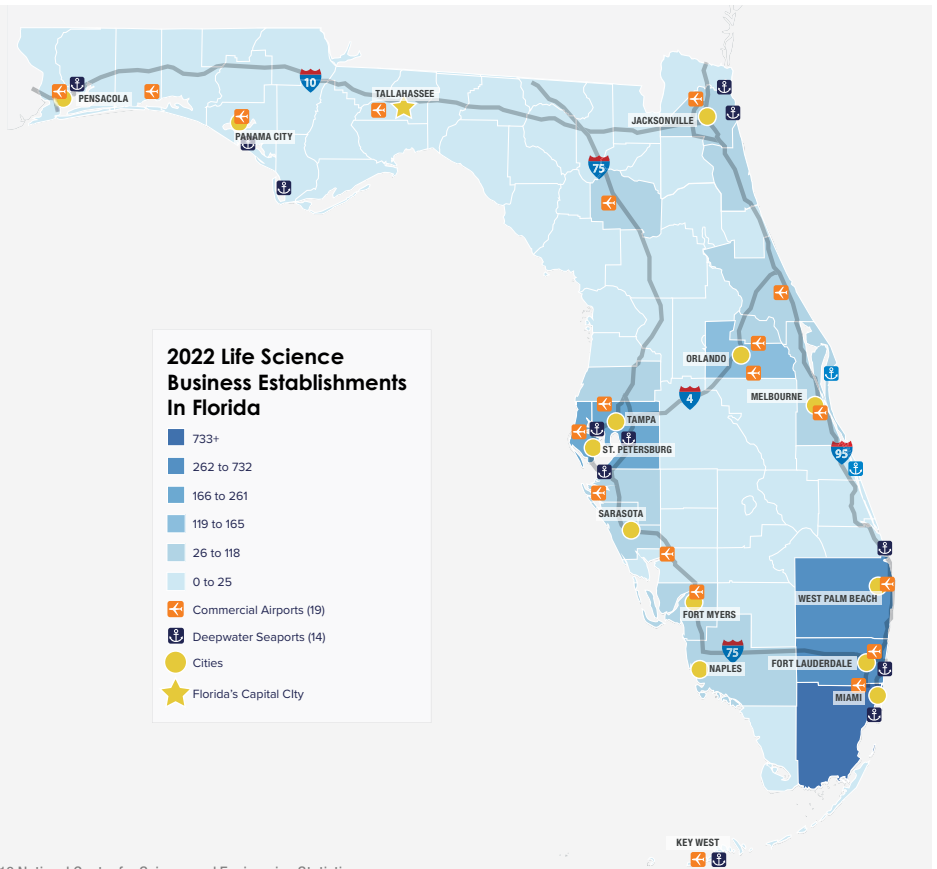 10
TALLAHASSEE
PENSACOLA
PANAMA CITY
JACKSONVILLE
75
2022 Life Science
Business Establishments
In Florida
733+
262 to 732
166 to 261
119 to 165
26 to 118
0 to 25
Commercial Airports (19)
Deepwater Seaports (14)
Cities
Florida's Capital CIty
ORLANDO
4
MELBOURNE
TAMPA
ST. PETERSBURG
95
SARASOTA
WEST PALM BEACH
FORT MYERS
75
FORT LAUDERDALE
NAPLES
MIAMI
KEY WEST